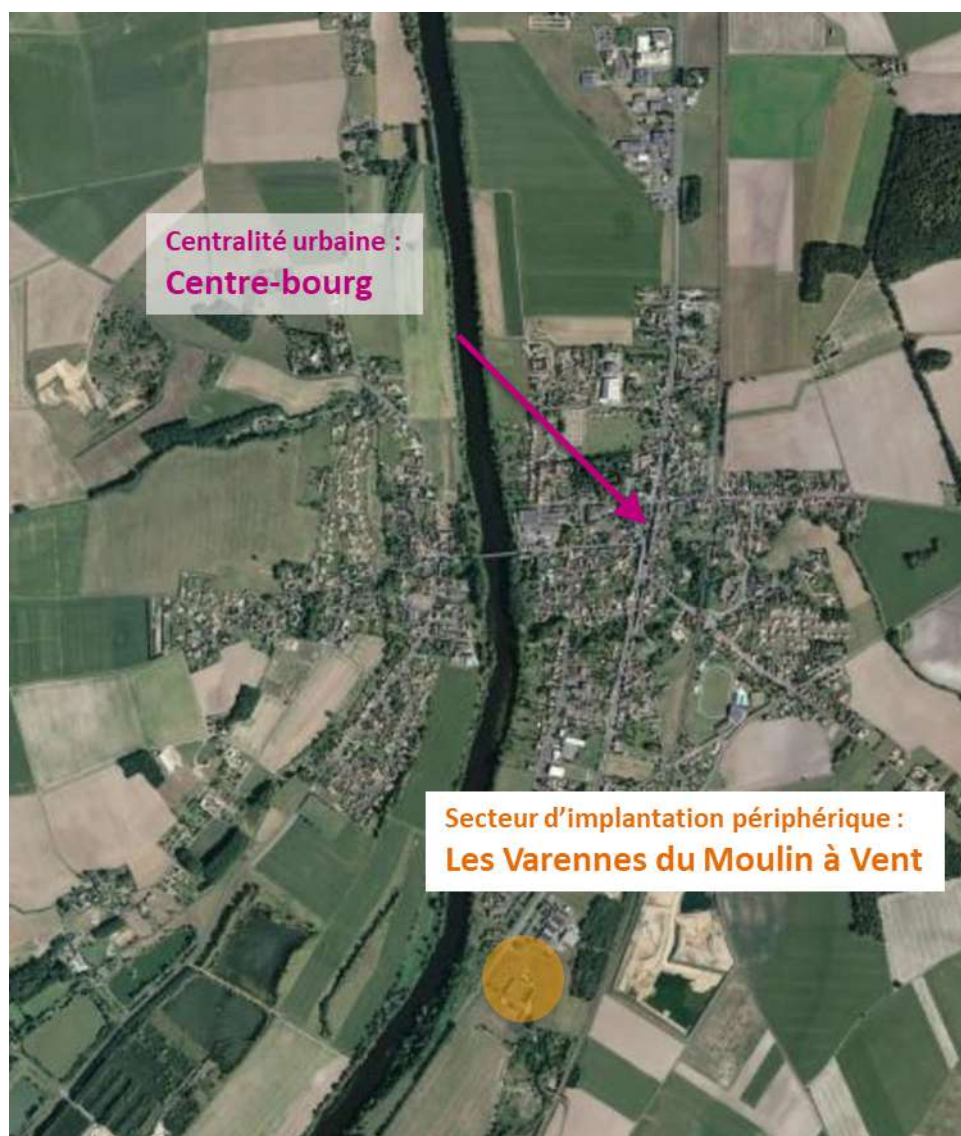 Centralité urbaine :
Centre-bourg
Secteur d’implantation périphérique :
Les Varennes du Moulin à Vent